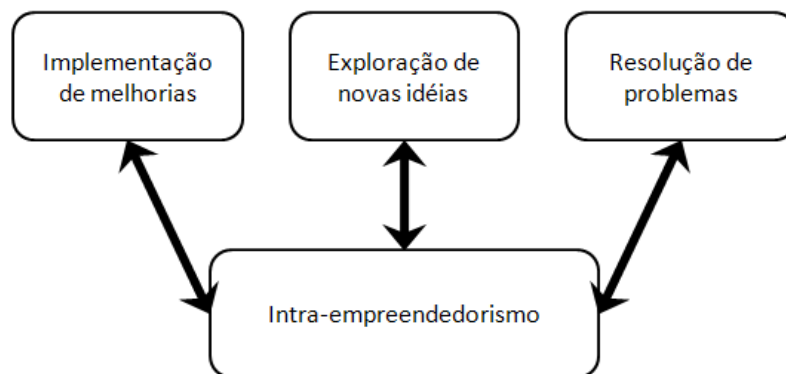 Implementação
de melhorias
Exploração de
novas idéias
Resolução de
problemas
Intra-empreendedorismo